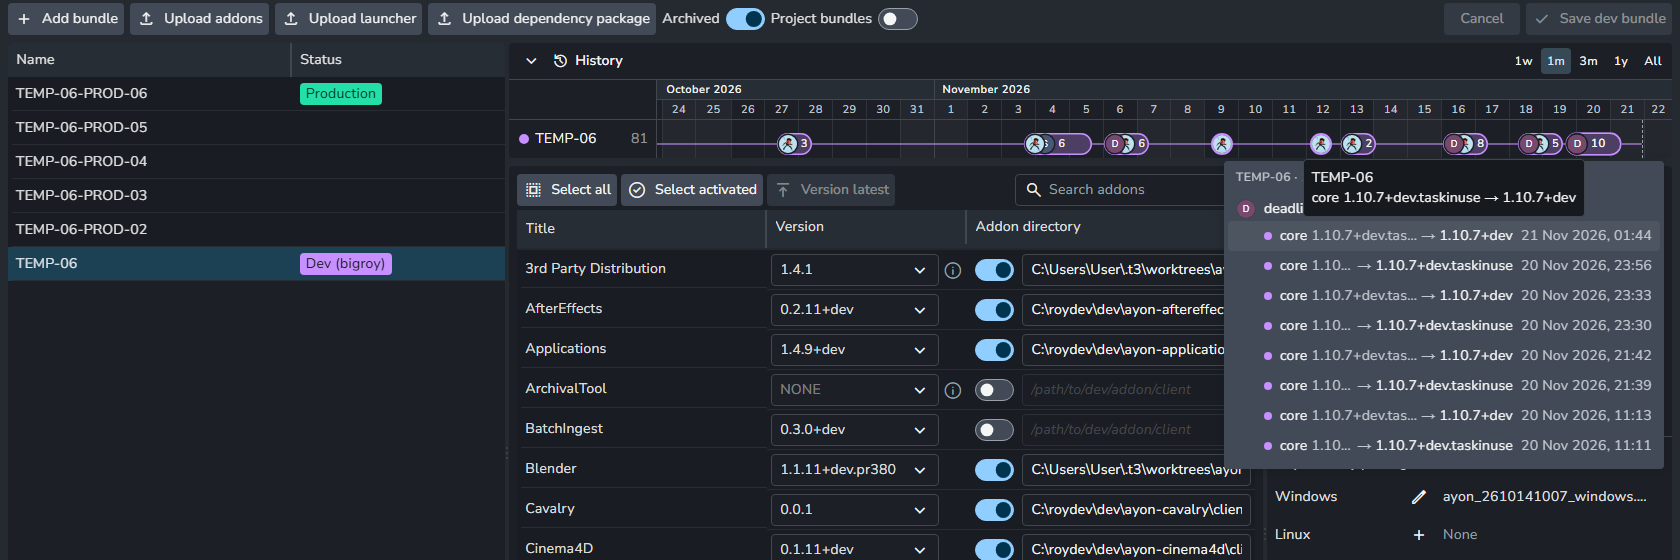 Add bundle Upload addons Upload launcher Upload dependency package Archived Project bundles Cancel Save dev bundle
Name Status
TEMP-06-PROD-06 Production
TEMP-06-PROD-05
TEMP-06-PROD-04
TEMP-06-PROD-03
TEMP-06-PROD-02
TEMP-06 Dev (bigroy)
History 1w 1m 3m 1y All
October 2026 November 2026
24 25 26 27 28 29 30 31 1 2 3 4 5 6 7 8 9 10 11 12 13 14 15 16 17 18 19 20 21 22
TEMP-06 81 3 6 D 6 2 D 8 D 5 D 10
Select all Select activated Version latest Search addons
Title Version Addon directory
3rd Party Distribution 1.4.1 C:\Users\User\.t3\worktrees\ay
AfterEffects 0.2.11+dev C:\roydev\dev\ayon-aftereffec
Applications 1.4.9+dev C:\roydev\dev\ayon-applicatio
ArchivalTool NONE /path/to/dev/addon/client
BatchIngest 0.3.0+dev /path/to/dev/addon/client
Blender 1.1.11+dev.pr380 C:\Users\User\.t3\worktrees\ayon
Cavalry 0.0.1 C:\roydev\dev\ayon-cavalry\clien
Cinema4D 0.1.11+dev C:\roydev\dev\ayon-cinema4d\cli
TEMP-06 ·
TEMP-06
core 1.10.7+dev.taskinuse → 1.10.7+dev
D deadli
core 1.10.7+dev.tas... → 1.10.7+dev 21 Nov 2026, 01:44
core 1.10... → 1.10.7+dev.taskinuse 20 Nov 2026, 23:56
core 1.10.7+dev.tas... → 1.10.7+dev 20 Nov 2026, 23:33
core 1.10... → 1.10.7+dev.taskinuse 20 Nov 2026, 23:30
core 1.10.7+dev.tas... → 1.10.7+dev 20 Nov 2026, 21:42
core 1.10... → 1.10.7+dev.taskinuse 20 Nov 2026, 21:39
core 1.10.7+dev.tas... → 1.10.7+dev 20 Nov 2026, 11:13
core 1.10... → 1.10.7+dev.taskinuse 20 Nov 2026, 11:11
Windows ayon_2610141007_windows....
Linux None